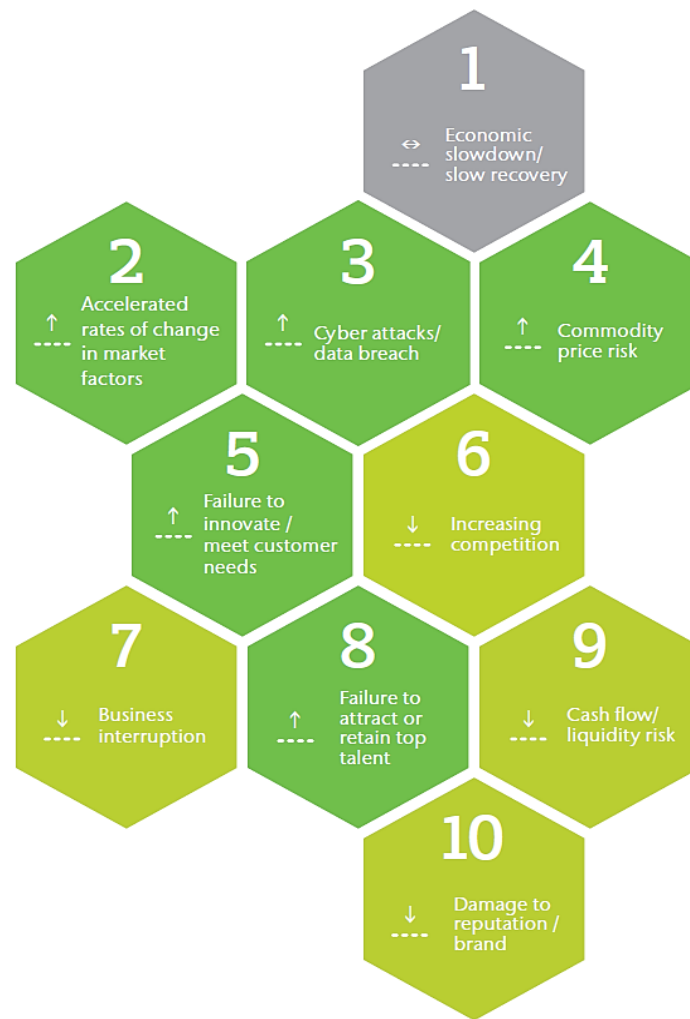 1
↔
Economic
slowdown/
slow recovery
2
↑
Accelerated
rates of change
in market
factors
3
↑
Cyber attacks/
data breach
4
↑
Commodity
price risk
5
↑
Failure to
innovate /
meet customer
needs
6
↓
Increasing
competition
7
↓
Business
interruption
8
↑
Failure to
attract or
retain top
talent
9
↓
Cash flow/
liquidity risk
10
↓
Damage to
reputation /
brand